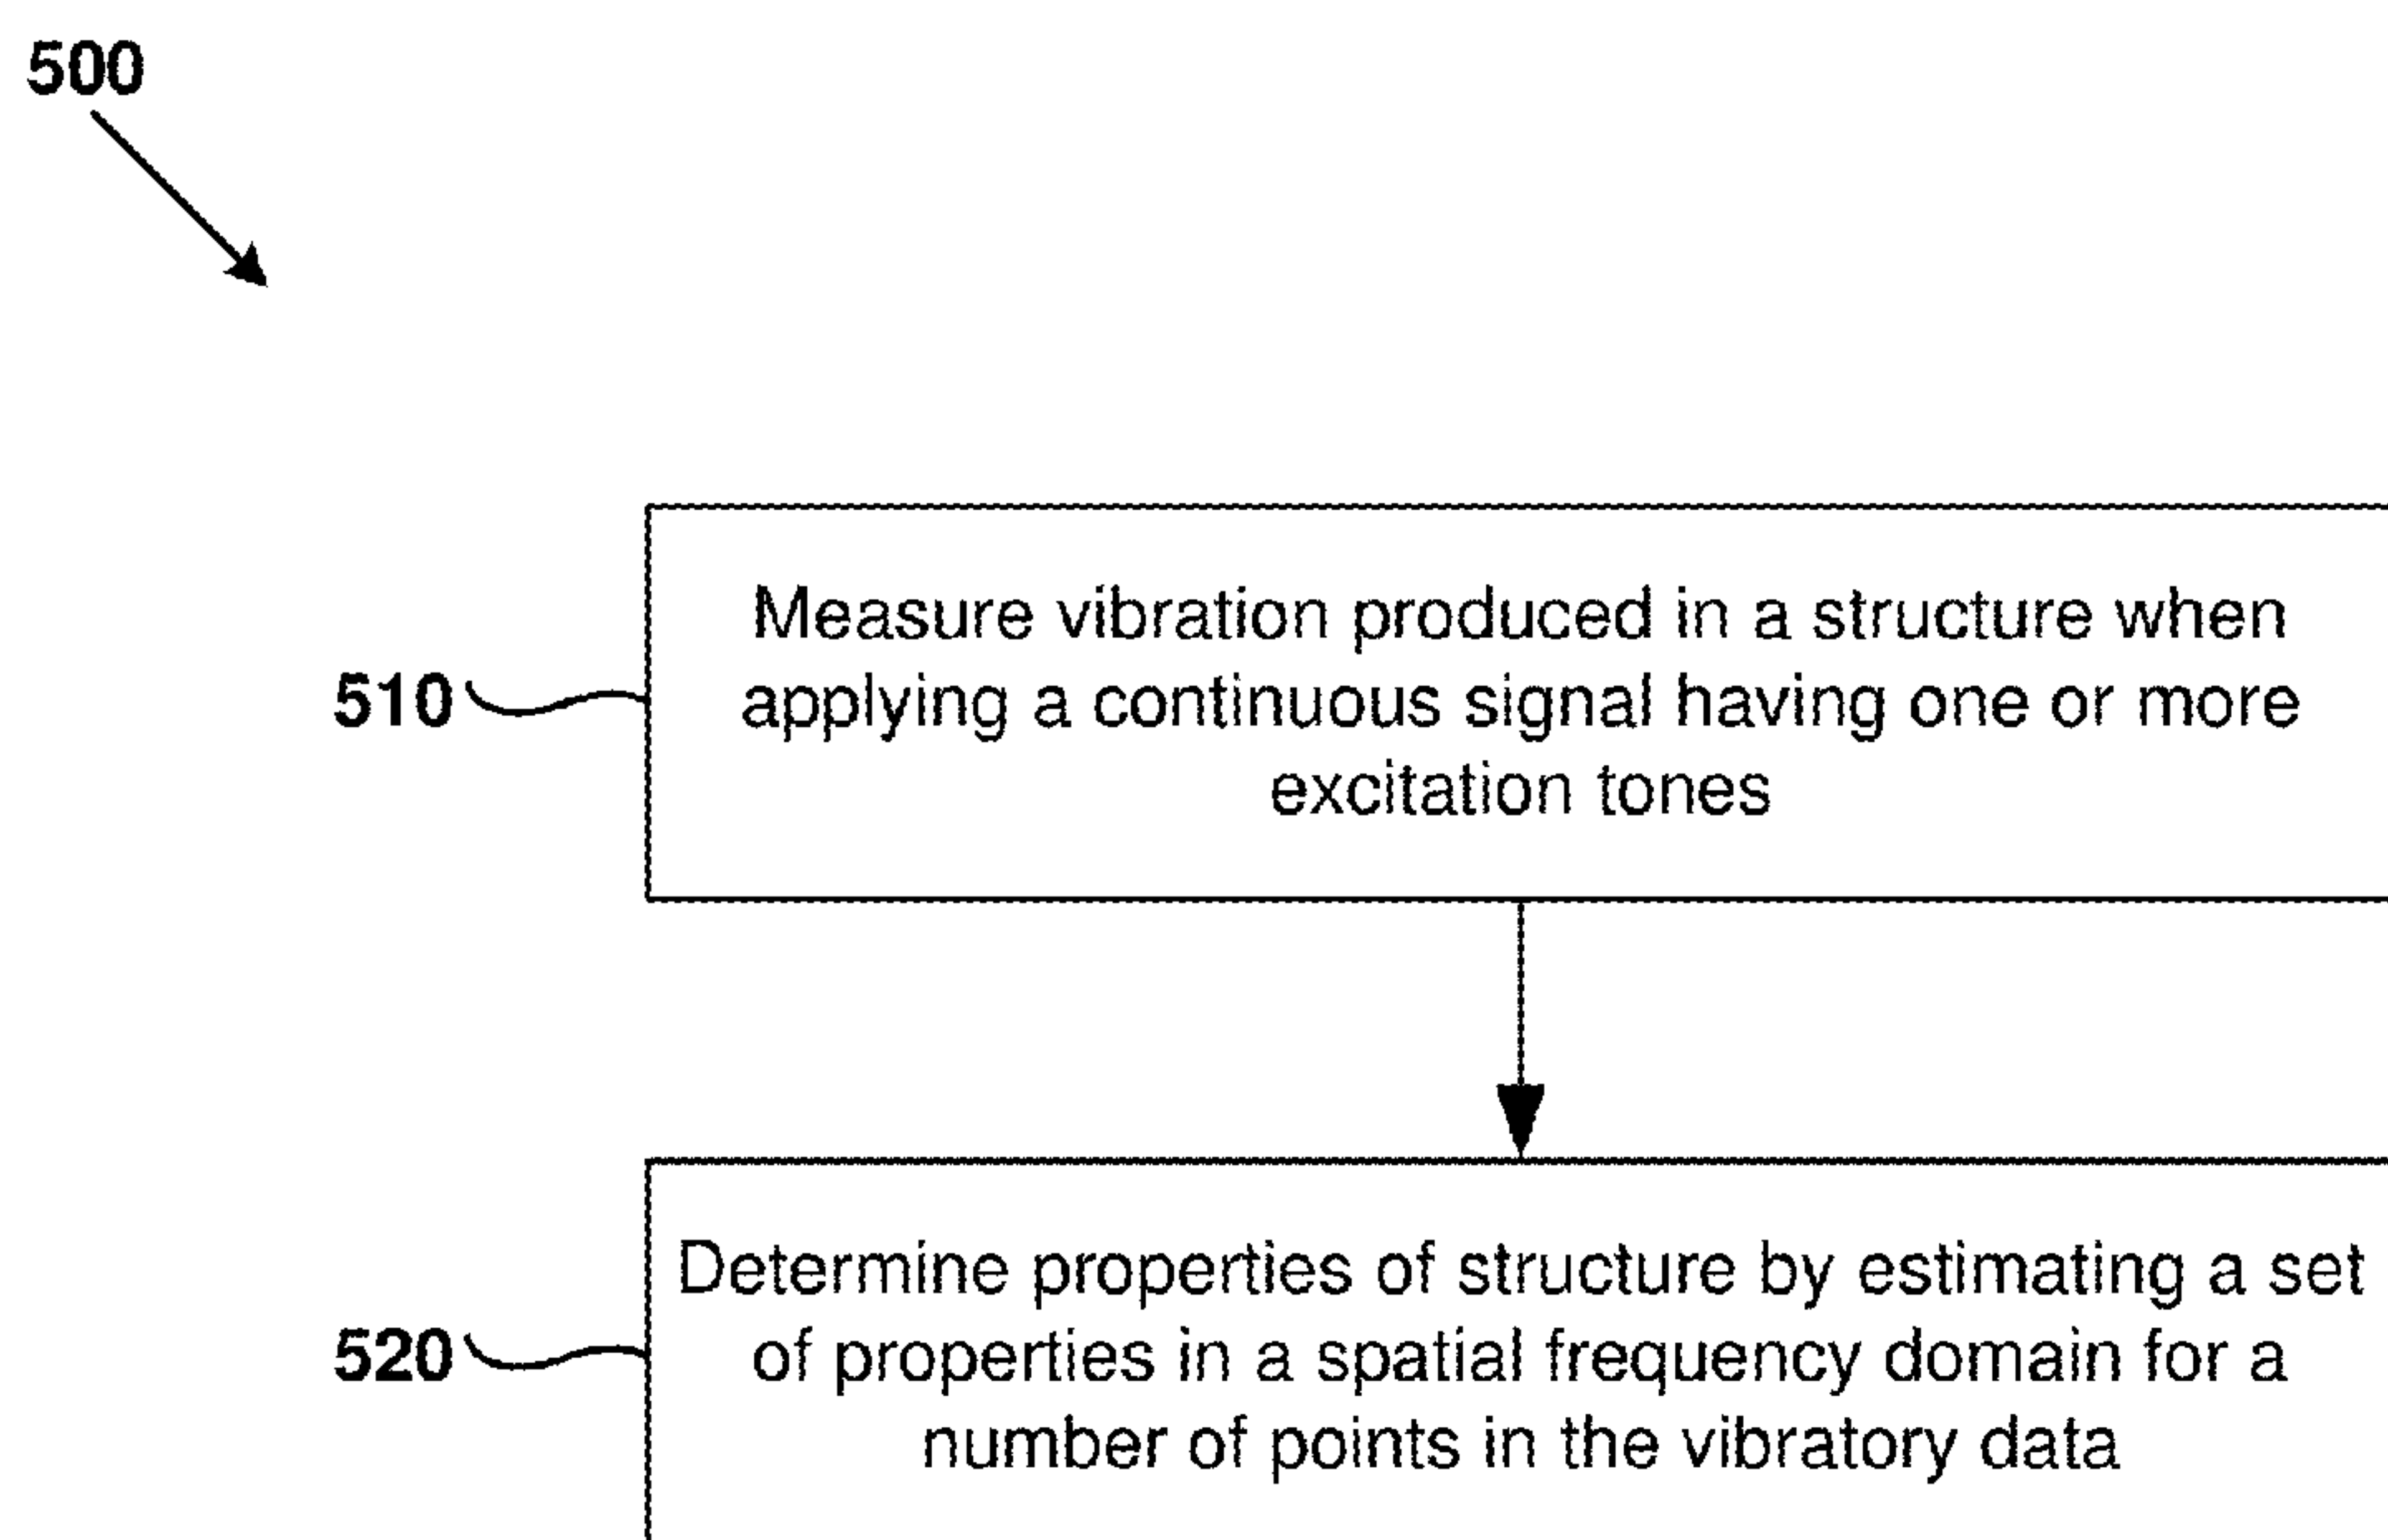 500
510
Measure vibration produced in a structure when
applying a continuous signal having one or more
excitation tones
520
Determine properties of structure by estimating a set
of properties in a spatial frequency domain for a
number of points in the vibratory data